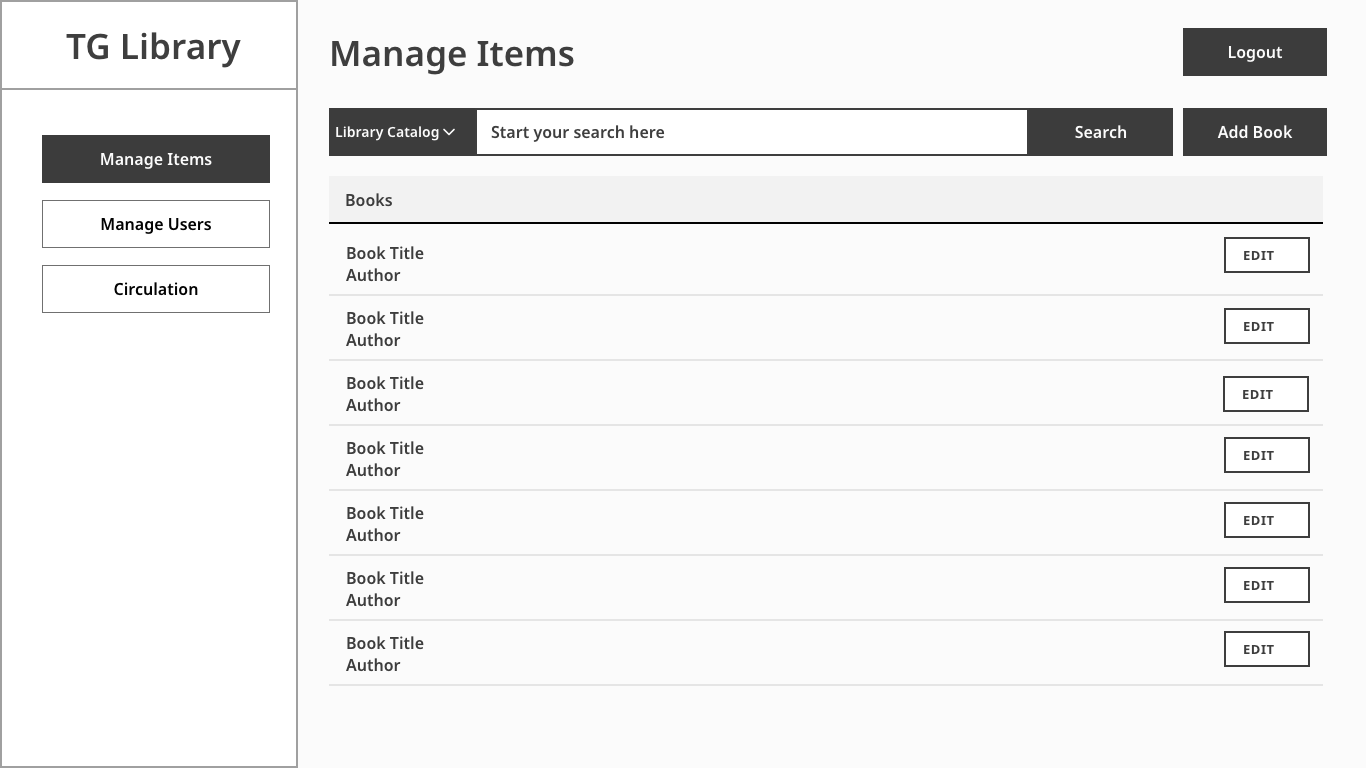 TG Library
Manage Items
Logout
Library Catalog
Start your search here
Search
Add Book
Manage Items
Manage Users
Circulation
Books
Book Title
Author
EDIT
Book Title
Author
EDIT
Book Title
Author
EDIT
Book Title
Author
EDIT
Book Title
Author
EDIT
Book Title
Author
EDIT
Book Title
Author
EDIT